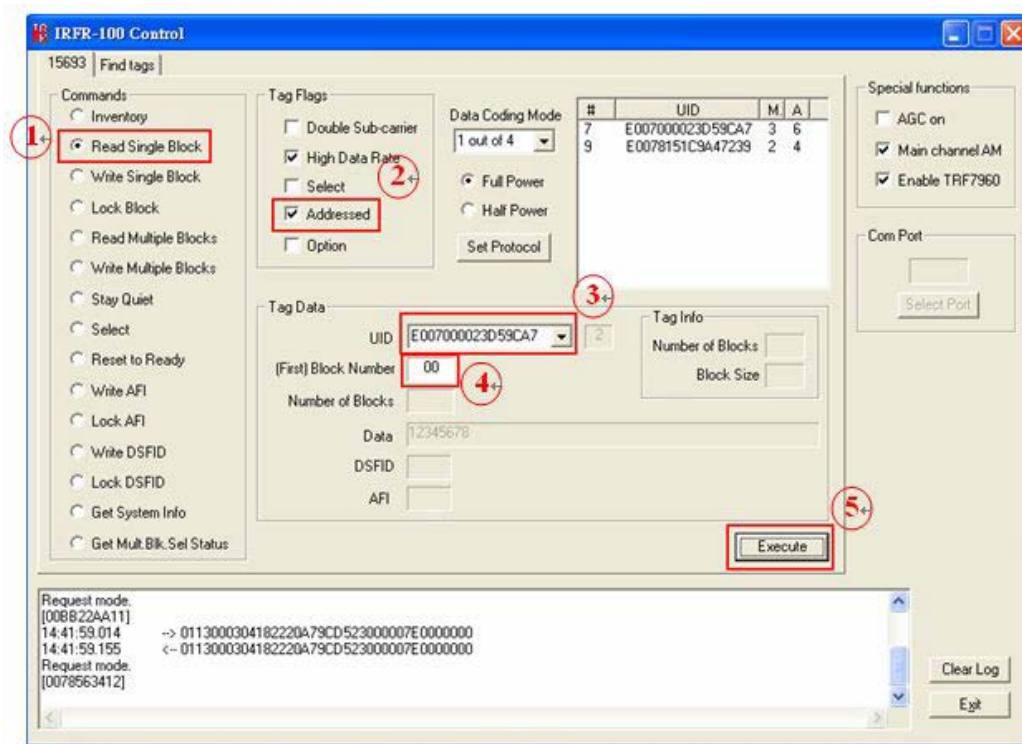 IRFR-100 Control
15693 Find tags
Commands
Inventory
1
Read Single Block
Write Single Block
Lock Block
Read Multiple Blocks
Write Multiple Blocks
Stay Quiet
Select
Reset to Ready
Write AFI
Lock AFI
Write DSFID
Lock DSFID
Get System Info
Get Mult.Blk.Sel Status
Tag Flags
Double Sub-carrier
High Data Rate
2
Select
Addressed
Option
Data Coding Mode
1 out of 4
Full Power
Half Power
Set Protocol
# UID M. A
7 E007000023D59CA7 3 6
9 E0078151C9A47239 2 4
Special functions
AGC on
Main channel AM
Enable TRF7960
Com Port
Select Port
Tag Data
3
UID E007000023D59CA7 2
(First) Block Number 00
4
Number of Blocks
Data 12345678
DSFID
AFI
Tag Info
Number of Blocks
Block Size
5
Execute
Request mode.
[00BB22AA11]
14:41:59.014 --> 0113000304182220A79CD523000007E0000000
14:41:59.155 <-- 0113000304182220A79CD523000007E0000000
Request mode.
[0078563412]
Clear Log
Exit